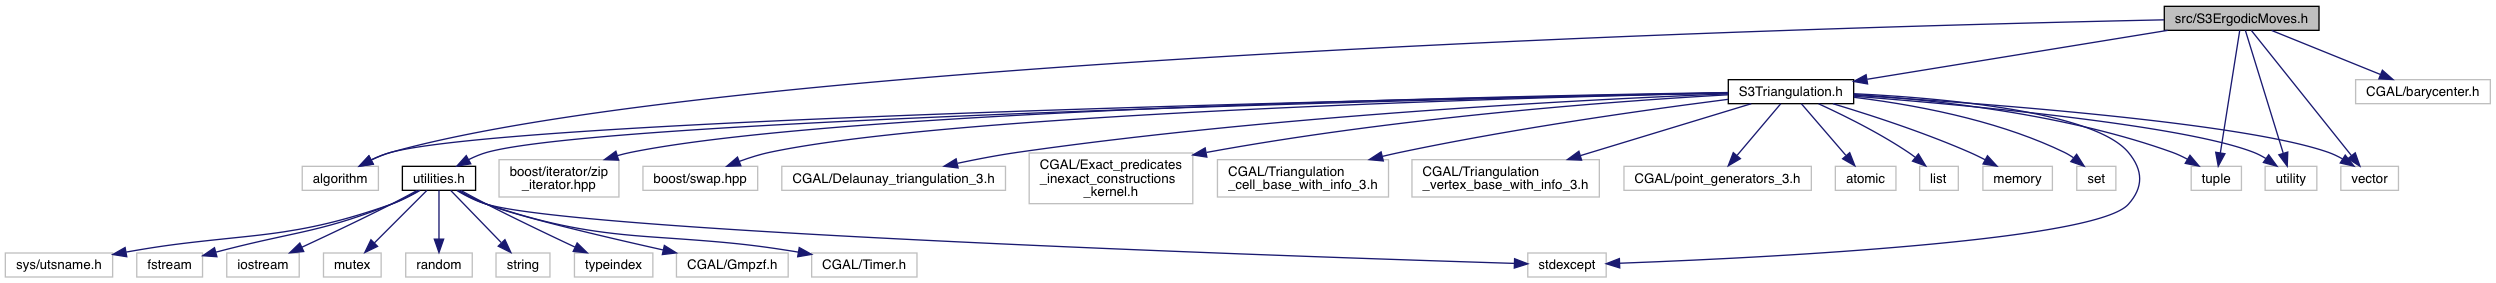 src/S3ErgodicMoves.h
S3Triangulation.h
CGAL/barycenter.h
algorithm
utilities.h
boost/iterator/zip
_iterator.hpp
boost/swap.hpp
CGAL/Delaunay_triangulation_3.h
CGAL/Exact_predicates
_inexact_constructions
_kernel.h
CGAL/Triangulation
_cell_base_with_info_3.h
CGAL/Triangulation
_vertex_base_with_info_3.h
CGAL/point_generators_3.h
atomic
list
memory
set
tuple
utility
vector
sys/utsname.h
fstream
iostream
mutex
random
string
typeindex
CGAL/Gmpzf.h
CGAL/Timer.h
stdexcept